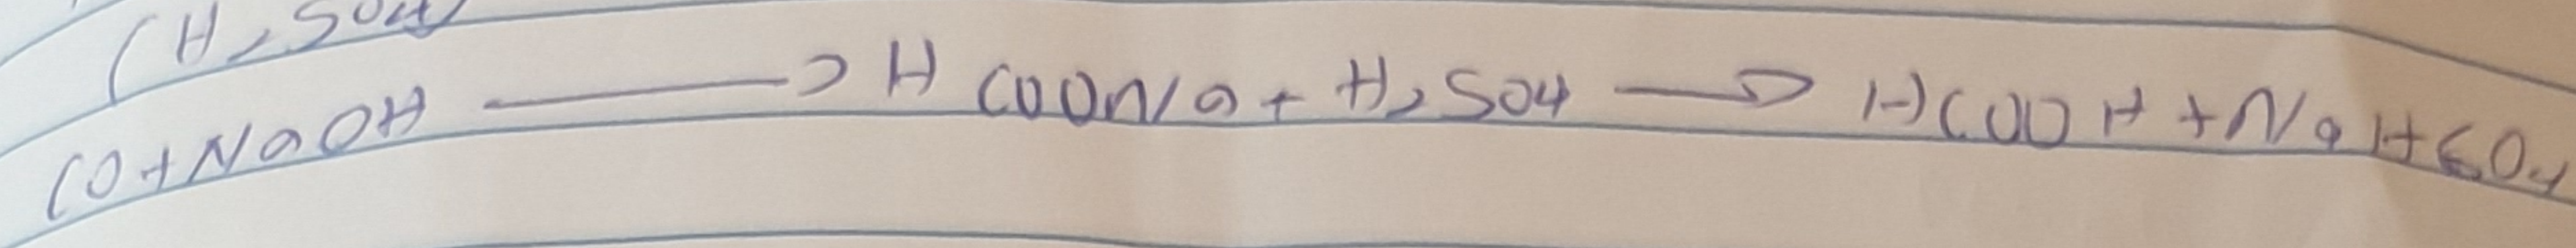 (H₂SO₄)
CO+NaOH ⟶ HCOONa + H₂SO₄ ⟶ HCOOH + NaHSO₄